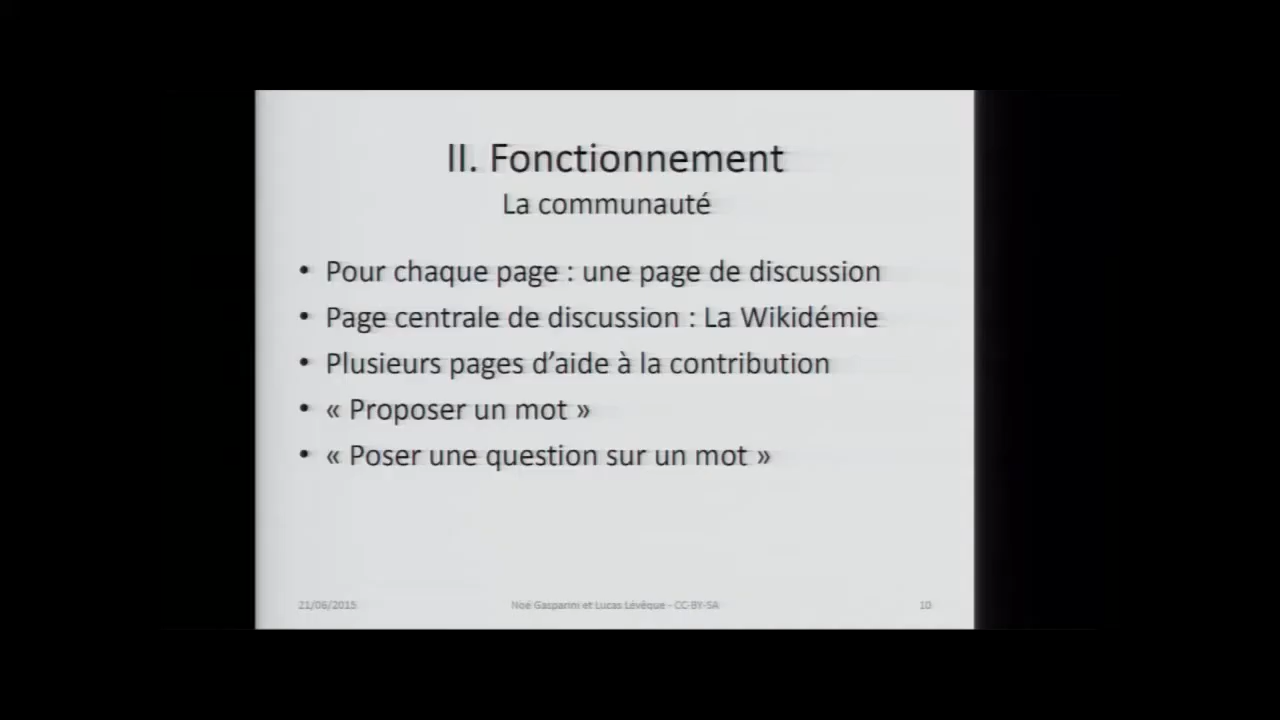 II. Fonctionnement
La communauté
• Pour chaque page : une page de discussion
• Page centrale de discussion : La Wikidémie
• Plusieurs pages d’aide à la contribution
• « Proposer un mot »
• « Poser une question sur un mot »
21/06/2015
Noé Gasparini et Lucas Lévêque - CC-BY-SA
10